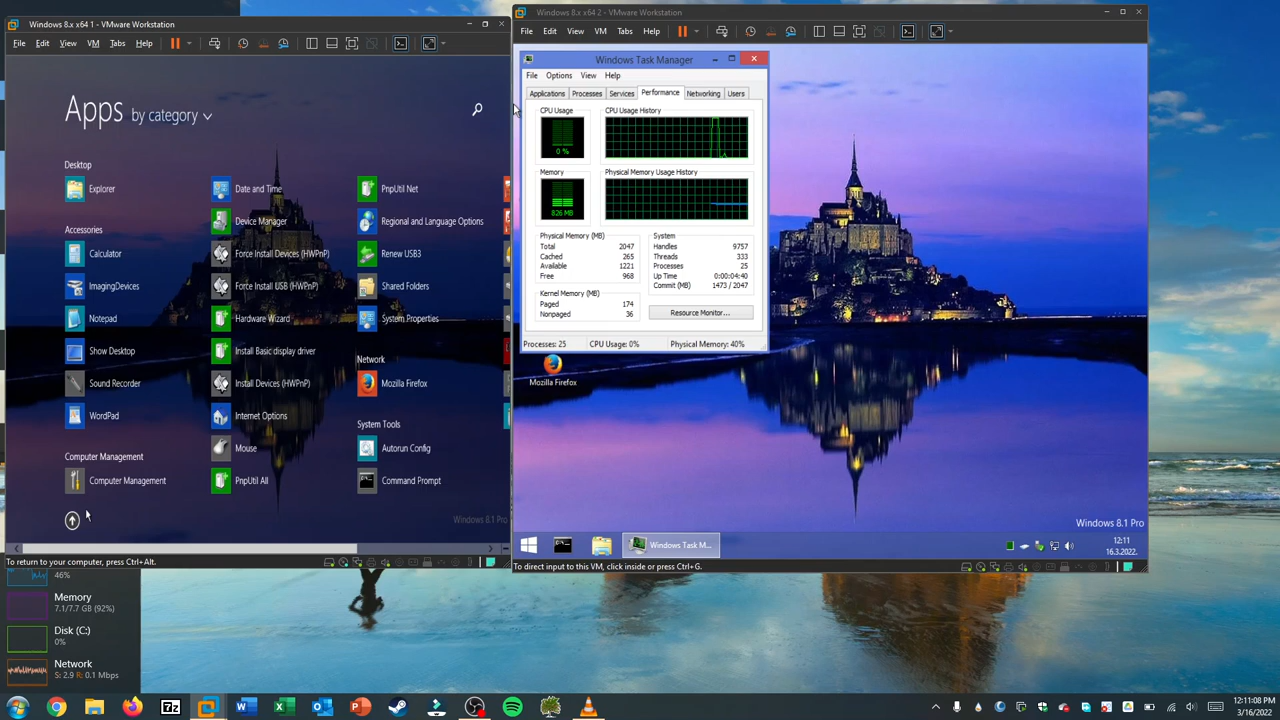 Windows 8.x x64 1 - VMware Workstation
File Edit View VM Tabs Help
Apps by category
Desktop
Explorer
Accessories
Calculator
ImagingDevices
Notepad
Show Desktop
Sound Recorder
WordPad
Computer Management
Computer Management
Date and Time
Device Manager
Force Install Devices (HWPnP)
Force Install USB (HWPnP)
Hardware Wizard
Install Basic display driver
Install Devices (HWPnP)
Internet Options
Mouse
PnpUtil All
PnpUtil Net
Regional and Language Options
Renew USB3
Shared Folders
System Properties
Network
Mozilla Firefox
System Tools
Autorun Config
Command Prompt
Windows 8.1 Pro
To return to your computer, press Ctrl+Alt.
Windows 8.x x64 2 - VMware Workstation
File Edit View VM Tabs Help
Windows Task Manager
File Options View Help
Applications Processes Services Performance Networking Users
CPU Usage CPU Usage History
0 %
Memory Physical Memory Usage History
826 MB
Physical Memory (MB)
Total 2047
Cached 265
Available 1221
Free 968
Kernel Memory (MB)
Paged 174
Nonpaged 36
System
Handles 9757
Threads 333
Processes 25
Up Time 0:00:04:40
Commit (MB) 1473 / 2047
Resource Monitor...
Processes: 25 CPU Usage: 0% Physical Memory: 40%
Mozilla Firefox
Windows 8.1 Pro
Windows Task M...
12:11
16.3.2022.
To direct input to this VM, click inside or press Ctrl+G.
46%
Memory
7.1/7.7 GB (92%)
Disk (C:)
0%
Network
S: 2.9 R: 0.1 Mbps
12:11:08 PM
3/16/2022